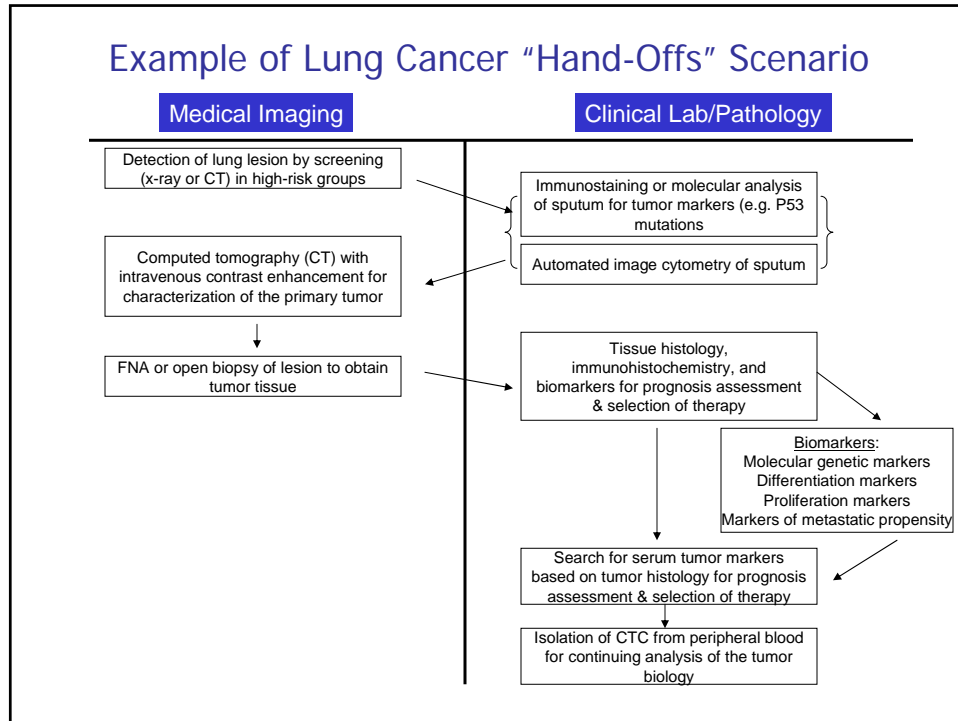 Example of Lung Cancer “Hand-Offs” Scenario
Medical Imaging
Clinical Lab/Pathology
Detection of lung lesion by screening
(x-ray or CT) in high-risk groups
Immunostaining or molecular analysis
of sputum for tumor markers (e.g. P53
mutations
Automated image cytometry of sputum
Computed tomography (CT) with
intravenous contrast enhancement for
characterization of the primary tumor
FNA or open biopsy of lesion to obtain
tumor tissue
Tissue histology,
immunohistochemistry, and
biomarkers for prognosis assessment
& selection of therapy
Biomarkers:
Molecular genetic markers
Differentiation markers
Proliferation markers
Markers of metastatic propensity
Search for serum tumor markers
based on tumor histology for prognosis
assessment & selection of therapy
Isolation of CTC from peripheral blood
for continuing analysis of the tumor
biology